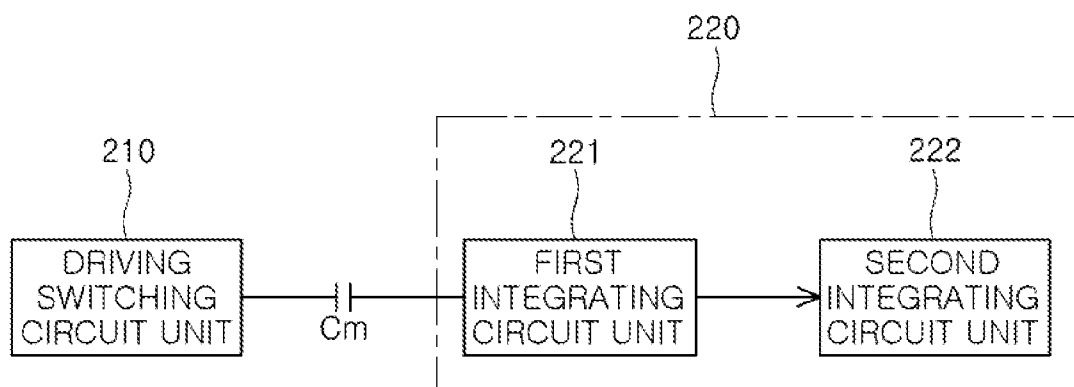 220
210
221
222
DRIVING
SWITCHING
CIRCUIT UNIT
Cm
FIRST
INTEGRATING
CIRCUIT UNIT
SECOND
INTEGRATING
CIRCUIT UNIT